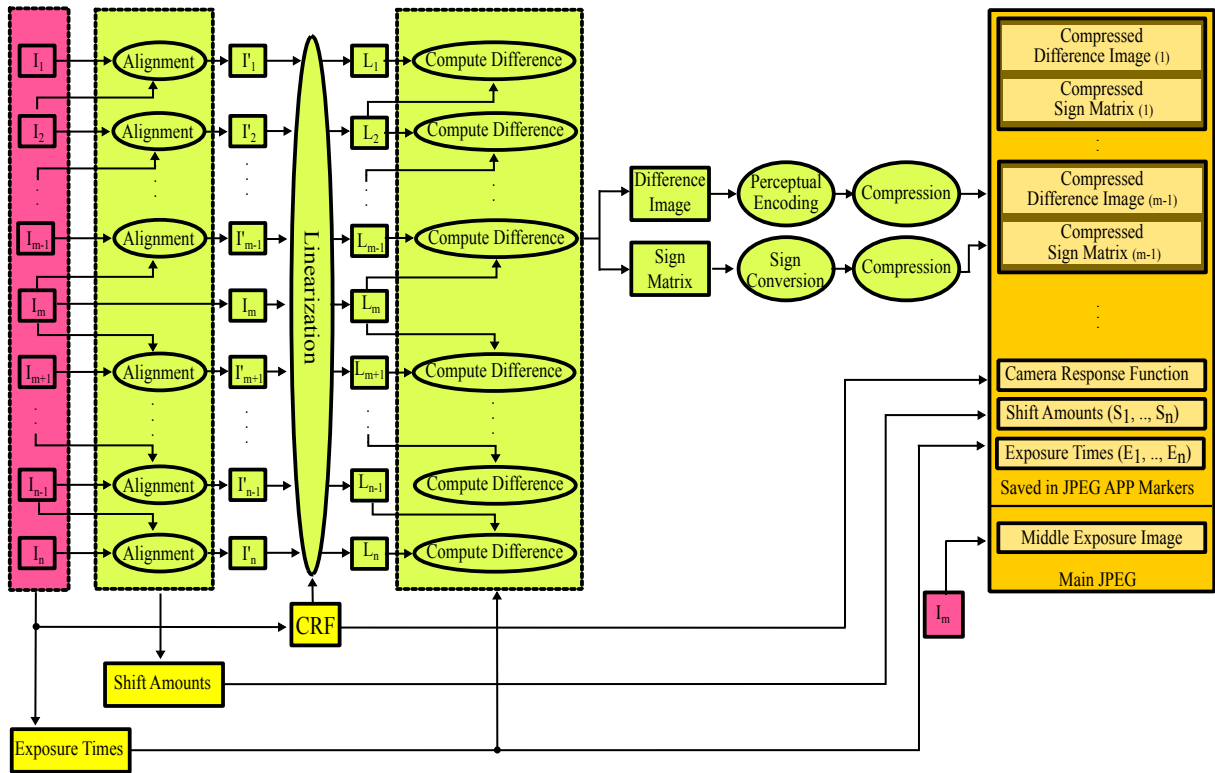 I1 Alignment I'1 L1 Compute Difference
I2 Alignment I'2 L2 Compute Difference
Im-1 Alignment I'm-1 Lm-1 Compute Difference
Im Im Lm
Im+1 Alignment I'm+1 Lm+1 Compute Difference
In-1 Alignment I'n-1 Ln-1 Compute Difference
In Alignment I'n Ln Compute Difference
Linearization
CRF
Shift Amounts
Exposure Times
Difference
Image
Perceptual
Encoding
Compression
Sign
Matrix
Sign
Conversion
Compression
Compressed
Difference Image (1)
Compressed
Sign Matrix (1)
Compressed
Difference Image (m-1)
Compressed
Sign Matrix (m-1)
Camera Response Function
Shift Amounts (S1, .., Sn)
Exposure Times (E1, .., En)
Saved in JPEG APP Markers
Middle Exposure Image
Main JPEG
Im